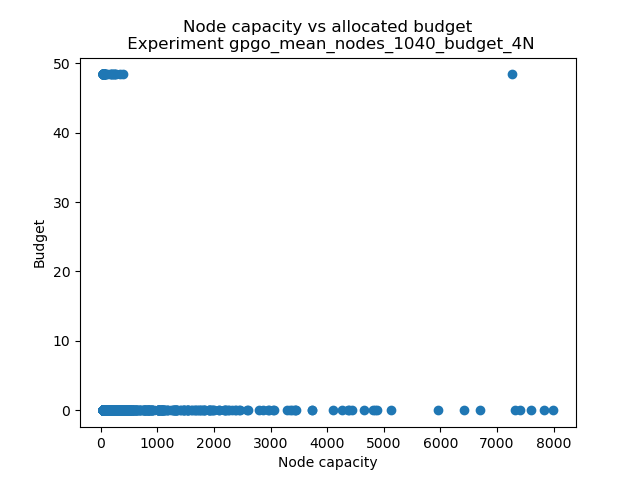 Node capacity vs allocated budget
Experiment gpgo_mean_nodes_1040_budget_4N
50
40
30
20
10
0
Budget
0 1000 2000 3000 4000 5000 6000 7000 8000
Node capacity